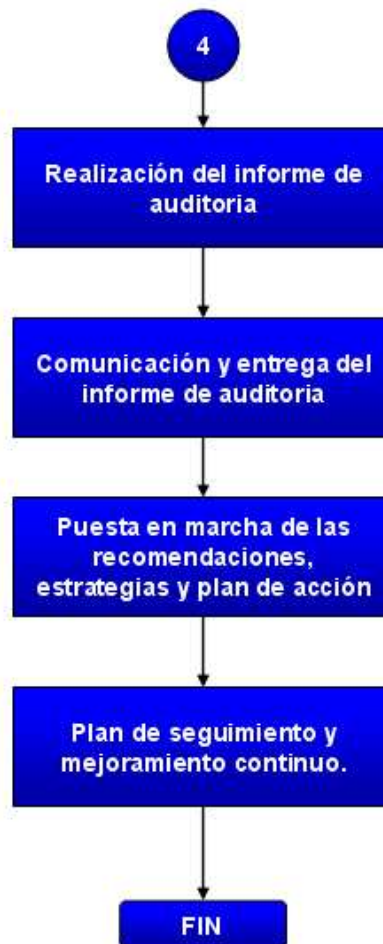 4
Realización del informe de
auditoria
Comunicación y entrega del
informe de auditoria
Puesta en marcha de las
recomendaciones,
estrategias y plan de acción
Plan de seguimiento y
mejoramiento continuo.
FIN